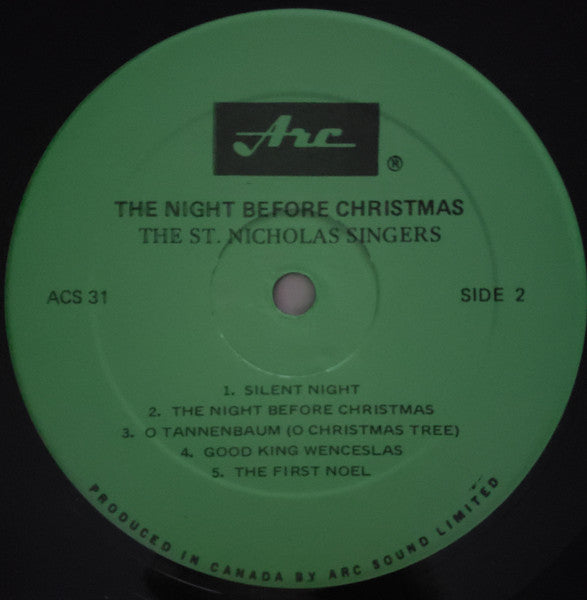 Arc
®
THE NIGHT BEFORE CHRISTMAS
THE ST. NICHOLAS SINGERS
ACS 31
SIDE 2
1. SILENT NIGHT
2. THE NIGHT BEFORE CHRISTMAS
3. O TANNENBAUM (O CHRISTMAS TREE)
4. GOOD KING WENCESLAS
5. THE FIRST NOEL
PRODUCED IN CANADA BY ARC SOUND LIMITED